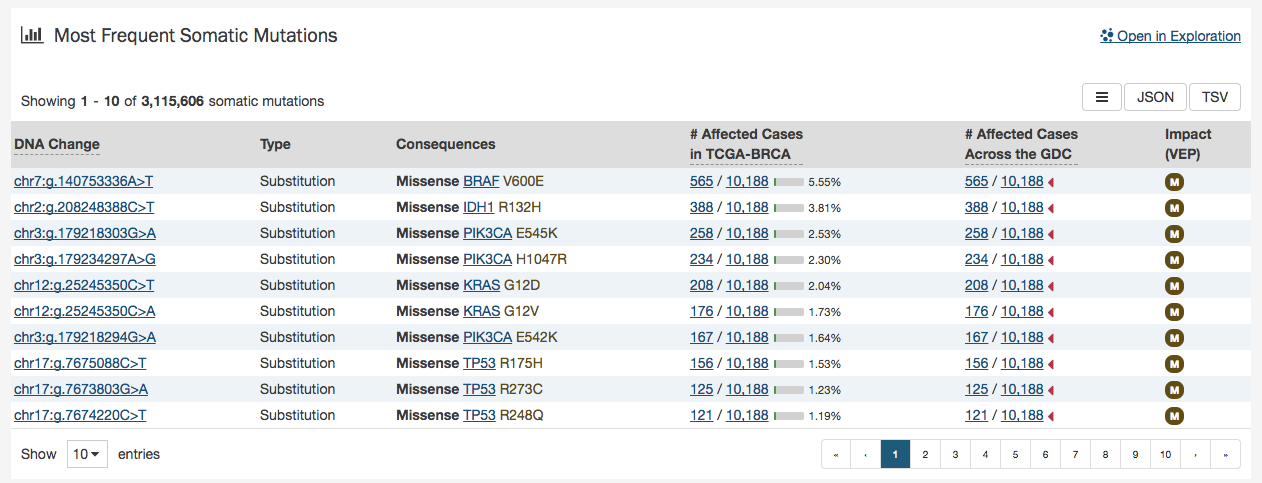 Most Frequent Somatic Mutations
Open in Exploration
Showing 1 - 10 of 3,115,606 somatic mutations
JSON TSV
DNA Change Type Consequences # Affected Cases in TCGA-BRCA # Affected Cases Across the GDC Impact (VEP)
chr7:g.140753336A>T Substitution Missense BRAF V600E 565 / 10,188 5.55% 565 / 10,188 M
chr2:g.208248388C>T Substitution Missense IDH1 R132H 388 / 10,188 3.81% 388 / 10,188 M
chr3:g.179218303G>A Substitution Missense PIK3CA E545K 258 / 10,188 2.53% 258 / 10,188 M
chr3:g.179234297A>G Substitution Missense PIK3CA H1047R 234 / 10,188 2.30% 234 / 10,188 M
chr12:g.25245350C>T Substitution Missense KRAS G12D 208 / 10,188 2.04% 208 / 10,188 M
chr12:g.25245350C>A Substitution Missense KRAS G12V 176 / 10,188 1.73% 176 / 10,188 M
chr3:g.179218294G>A Substitution Missense PIK3CA E542K 167 / 10,188 1.64% 167 / 10,188 M
chr17:g.7675088C>T Substitution Missense TP53 R175H 156 / 10,188 1.53% 156 / 10,188 M
chr17:g.7673803G>A Substitution Missense TP53 R273C 125 / 10,188 1.23% 125 / 10,188 M
chr17:g.7674220C>T Substitution Missense TP53 R248Q 121 / 10,188 1.19% 121 / 10,188 M
Show 10 entries « ‹ 1 2 3 4 5 6 7 8 9 10 › »